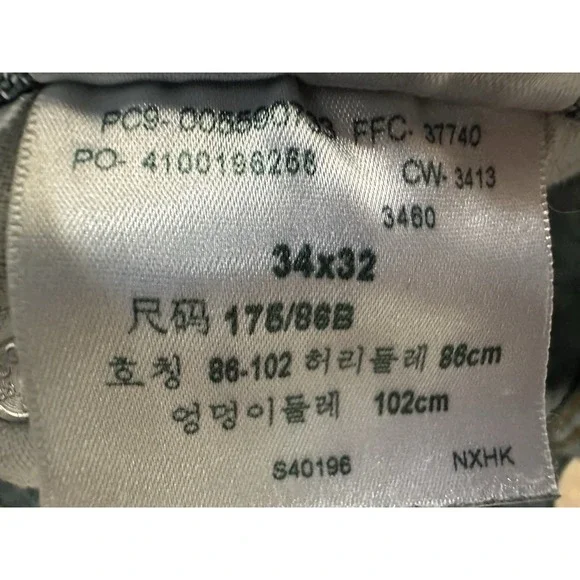 FFC- 37740
PO- 4100196256 CW- 3413
3460
34x32
尺码 175/86B
호칭 86-102 허리둘레 86cm
엉덩이둘레 102cm
S40196 NXHK